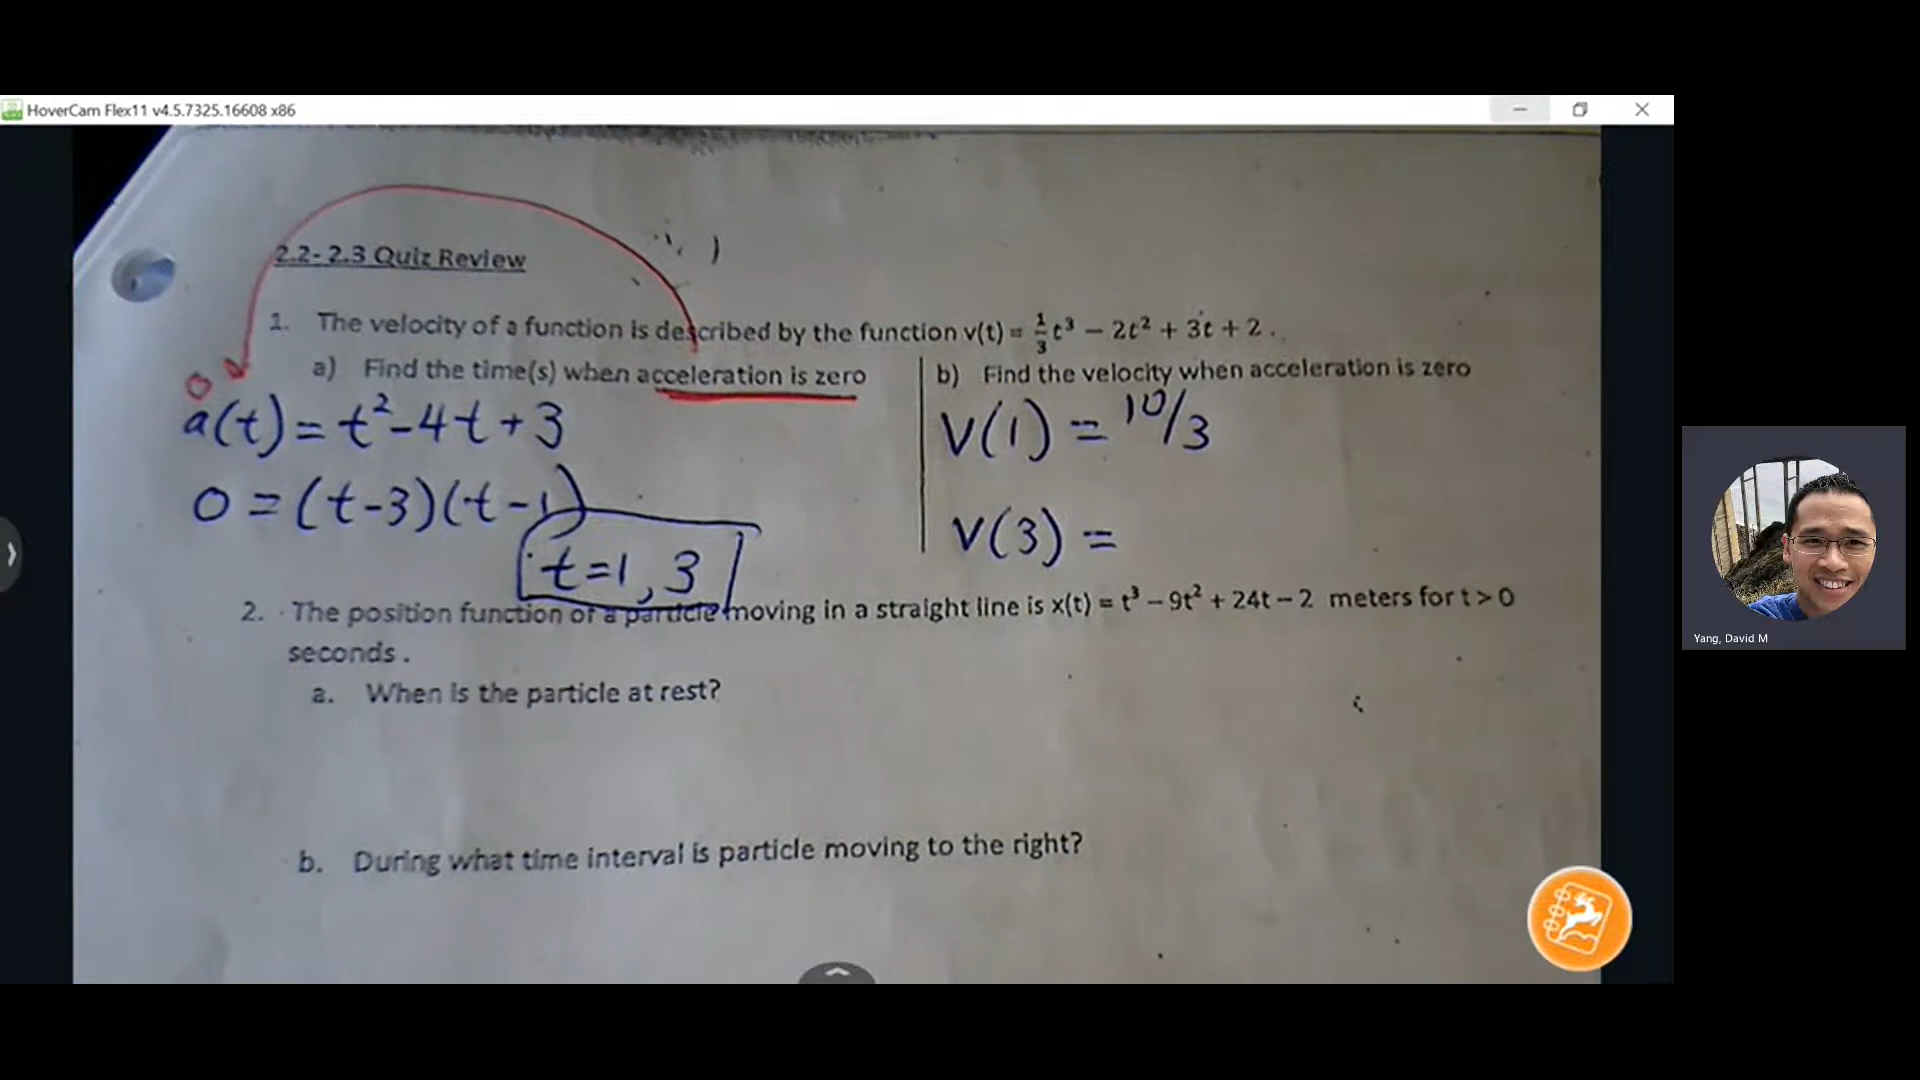 HoverCam Flex11 v4.5.7325.16608 x86
2.2- 2.3 Quiz Review
1. The velocity of a function is described by the function v(t) = 1/3 t³ – 2t² + 3t + 2 .
a) Find the time(s) when acceleration is zero
b) Find the velocity when acceleration is zero
0
a(t) = t² - 4t + 3
0 = (t-3)(t-1)
t=1, 3
V(1) = 10/3
V(3) =
2. The position function of a particle moving in a straight line is x(t) = t³ – 9t² + 24t – 2 meters for t > 0
seconds .
a. When is the particle at rest?
b. During what time interval is particle moving to the right?
Yang, David M